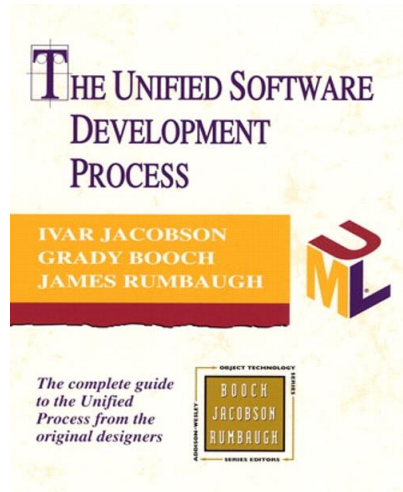 THE UNIFIED SOFTWARE
DEVELOPMENT
PROCESS
IVAR JACOBSON
GRADY BOOCH
JAMES RUMBAUGH
UML
The complete guide
to the Unified
Process from the
original designers
OBJECT TECHNOLOGY
SERIES
ADDISON-WESLEY
BOOCH
JACOBSON
RUMBAUGH
SERIES EDITORS